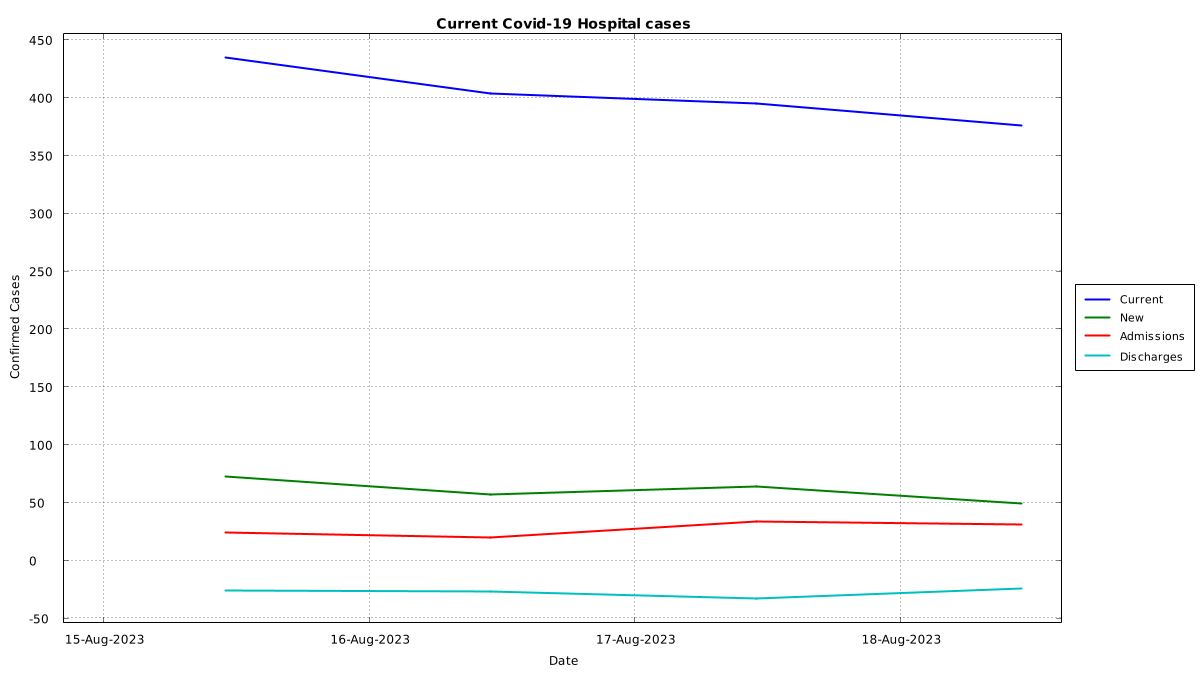 Current Covid-19 Hospital cases
450
400
350
300
250
200
150
100
50
0
-50
Confirmed Cases
15-Aug-2023 16-Aug-2023 17-Aug-2023 18-Aug-2023
Date
Current
New
Admissions
Discharges